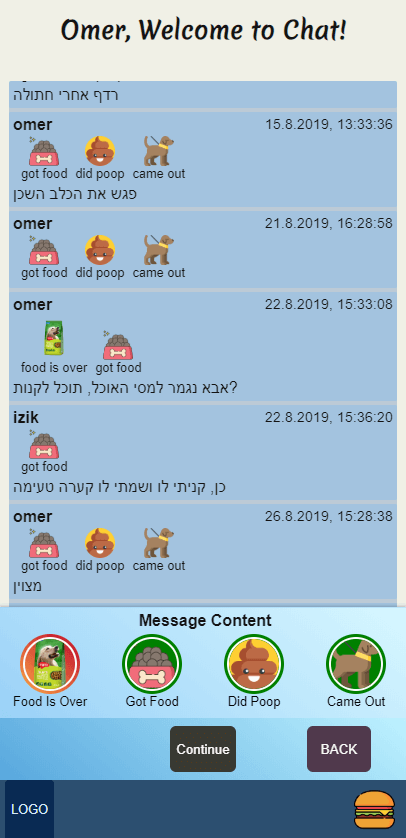 Omer, Welcome to Chat!
רדף אחרי חתולה
omer 15.8.2019, 13:33:36
got food did poop came out
פגש את הכלב השכן
omer 21.8.2019, 16:28:58
got food did poop came out
omer 22.8.2019, 15:33:08
food is over got food
אבא נגמר למסי האוכל, תוכל לקנות?
izik 22.8.2019, 15:36:20
got food
כן, קניתי לו ושמתי לו קערה טעימה
omer 26.8.2019, 15:28:38
got food did poop came out
מצוין
Message Content
Food Is Over Got Food Did Poop Came Out
Continue BACK
LOGO